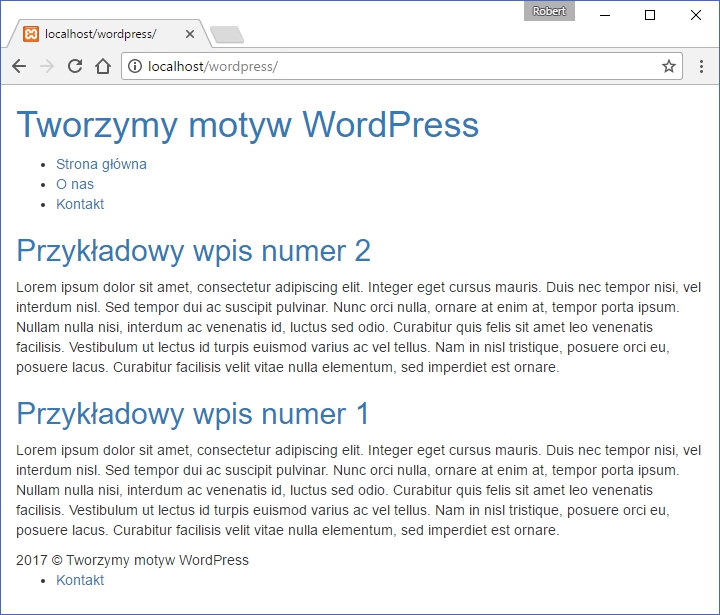 Robert
localhost/wordpress/
localhost/wordpress/
Tworzymy motyw WordPress
Strona główna
O nas
Kontakt
Przykładowy wpis numer 2
Lorem ipsum dolor sit amet, consectetur adipiscing elit. Integer eget cursus mauris. Duis nec tempor nisi, vel
interdum nisl. Sed tempor dui ac suscipit pulvinar. Nunc orci nulla, ornare at enim at, tempor porta ipsum.
Nullam nulla nisi, interdum ac venenatis id, luctus sed odio. Curabitur quis felis sit amet leo venenatis
facilisis. Vestibulum ut lectus id turpis euismod varius ac vel tellus. Nam in nisl tristique, posuere orci eu,
posuere lacus. Curabitur facilisis velit vitae nulla elementum, sed imperdiet est ornare.
Przykładowy wpis numer 1
Lorem ipsum dolor sit amet, consectetur adipiscing elit. Integer eget cursus mauris. Duis nec tempor nisi, vel
interdum nisl. Sed tempor dui ac suscipit pulvinar. Nunc orci nulla, ornare at enim at, tempor porta ipsum.
Nullam nulla nisi, interdum ac venenatis id, luctus sed odio. Curabitur quis felis sit amet leo venenatis
facilisis. Vestibulum ut lectus id turpis euismod varius ac vel tellus. Nam in nisl tristique, posuere orci eu,
posuere lacus. Curabitur facilisis velit vitae nulla elementum, sed imperdiet est ornare.
2017 © Tworzymy motyw WordPress
Kontakt